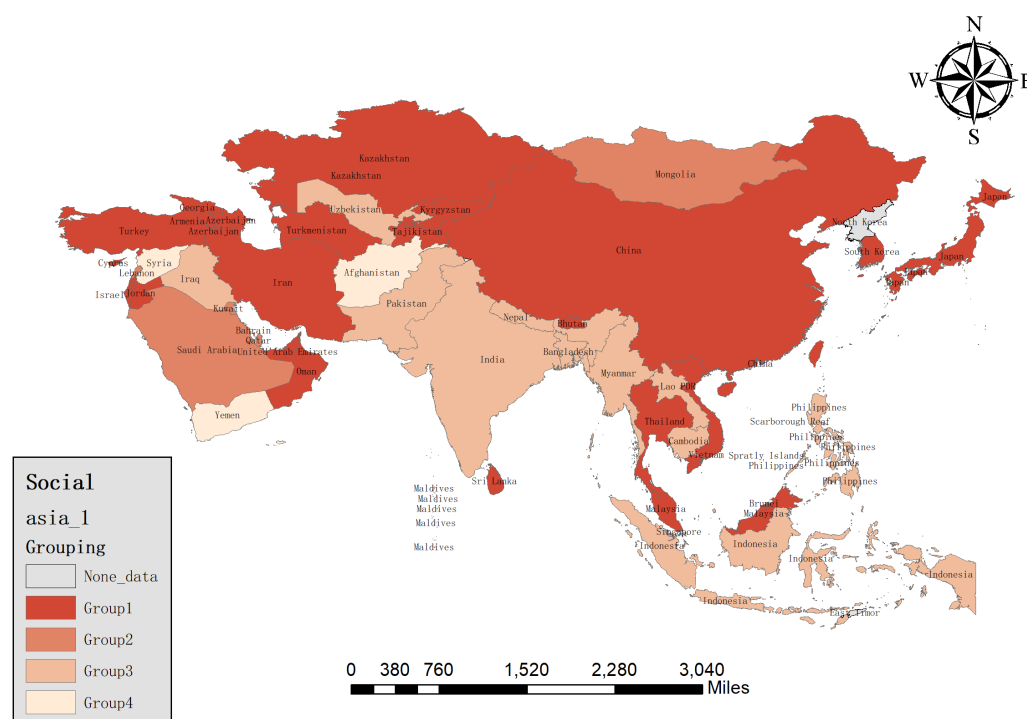 N
W
E
S
Kazakhstan
Kazakhstan
Mongolia
Georgia
Uzbekistan
Kyrgyzstan
Japan
Armenia
Azerbaijan
North Korea
Turkey
Azerbaijan
Turkmenistan
Tajikistan
China
South Korea
Japan
Cyprus
Syria
Lebanon
Afghanistan
Japan
Iraq
Iran
Japan
Israel
Jordan
Pakistan
Kuwait
Nepal
Bhutan
Bahrain
Qatar
Saudi Arabia
United Arab Emirates
India
Bangladesh
China
Oman
Myanmar
Lao PDR
Yemen
Philippines
Thailand
Scarborough Reef
Cambodia
Philippines
Philippines
Vietnam
Spratly Islands
Philippines
Philippines
Sri Lanka
Philippines
Maldives
Maldives
Maldives
Maldives
Maldives
Brunei
Malaysia
Malaysia
Singapore
Indonesia
Indonesia
Indonesia
Indonesia
Indonesia
East Timor
Social
asia_1
Grouping
None_data
Group1
Group2
Group3
Group4
0 380 760 1,520 2,280 3,040
Miles